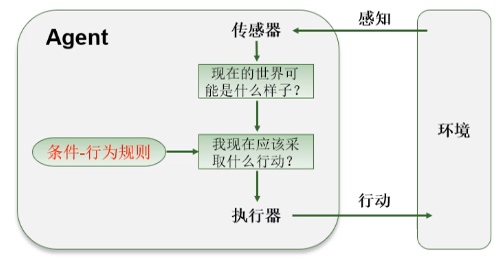 Agent
传感器
感知
现在的世界可
能是什么样子？
环境
条件-行为规则
我现在应该采
取什么行动？
行动
执行器